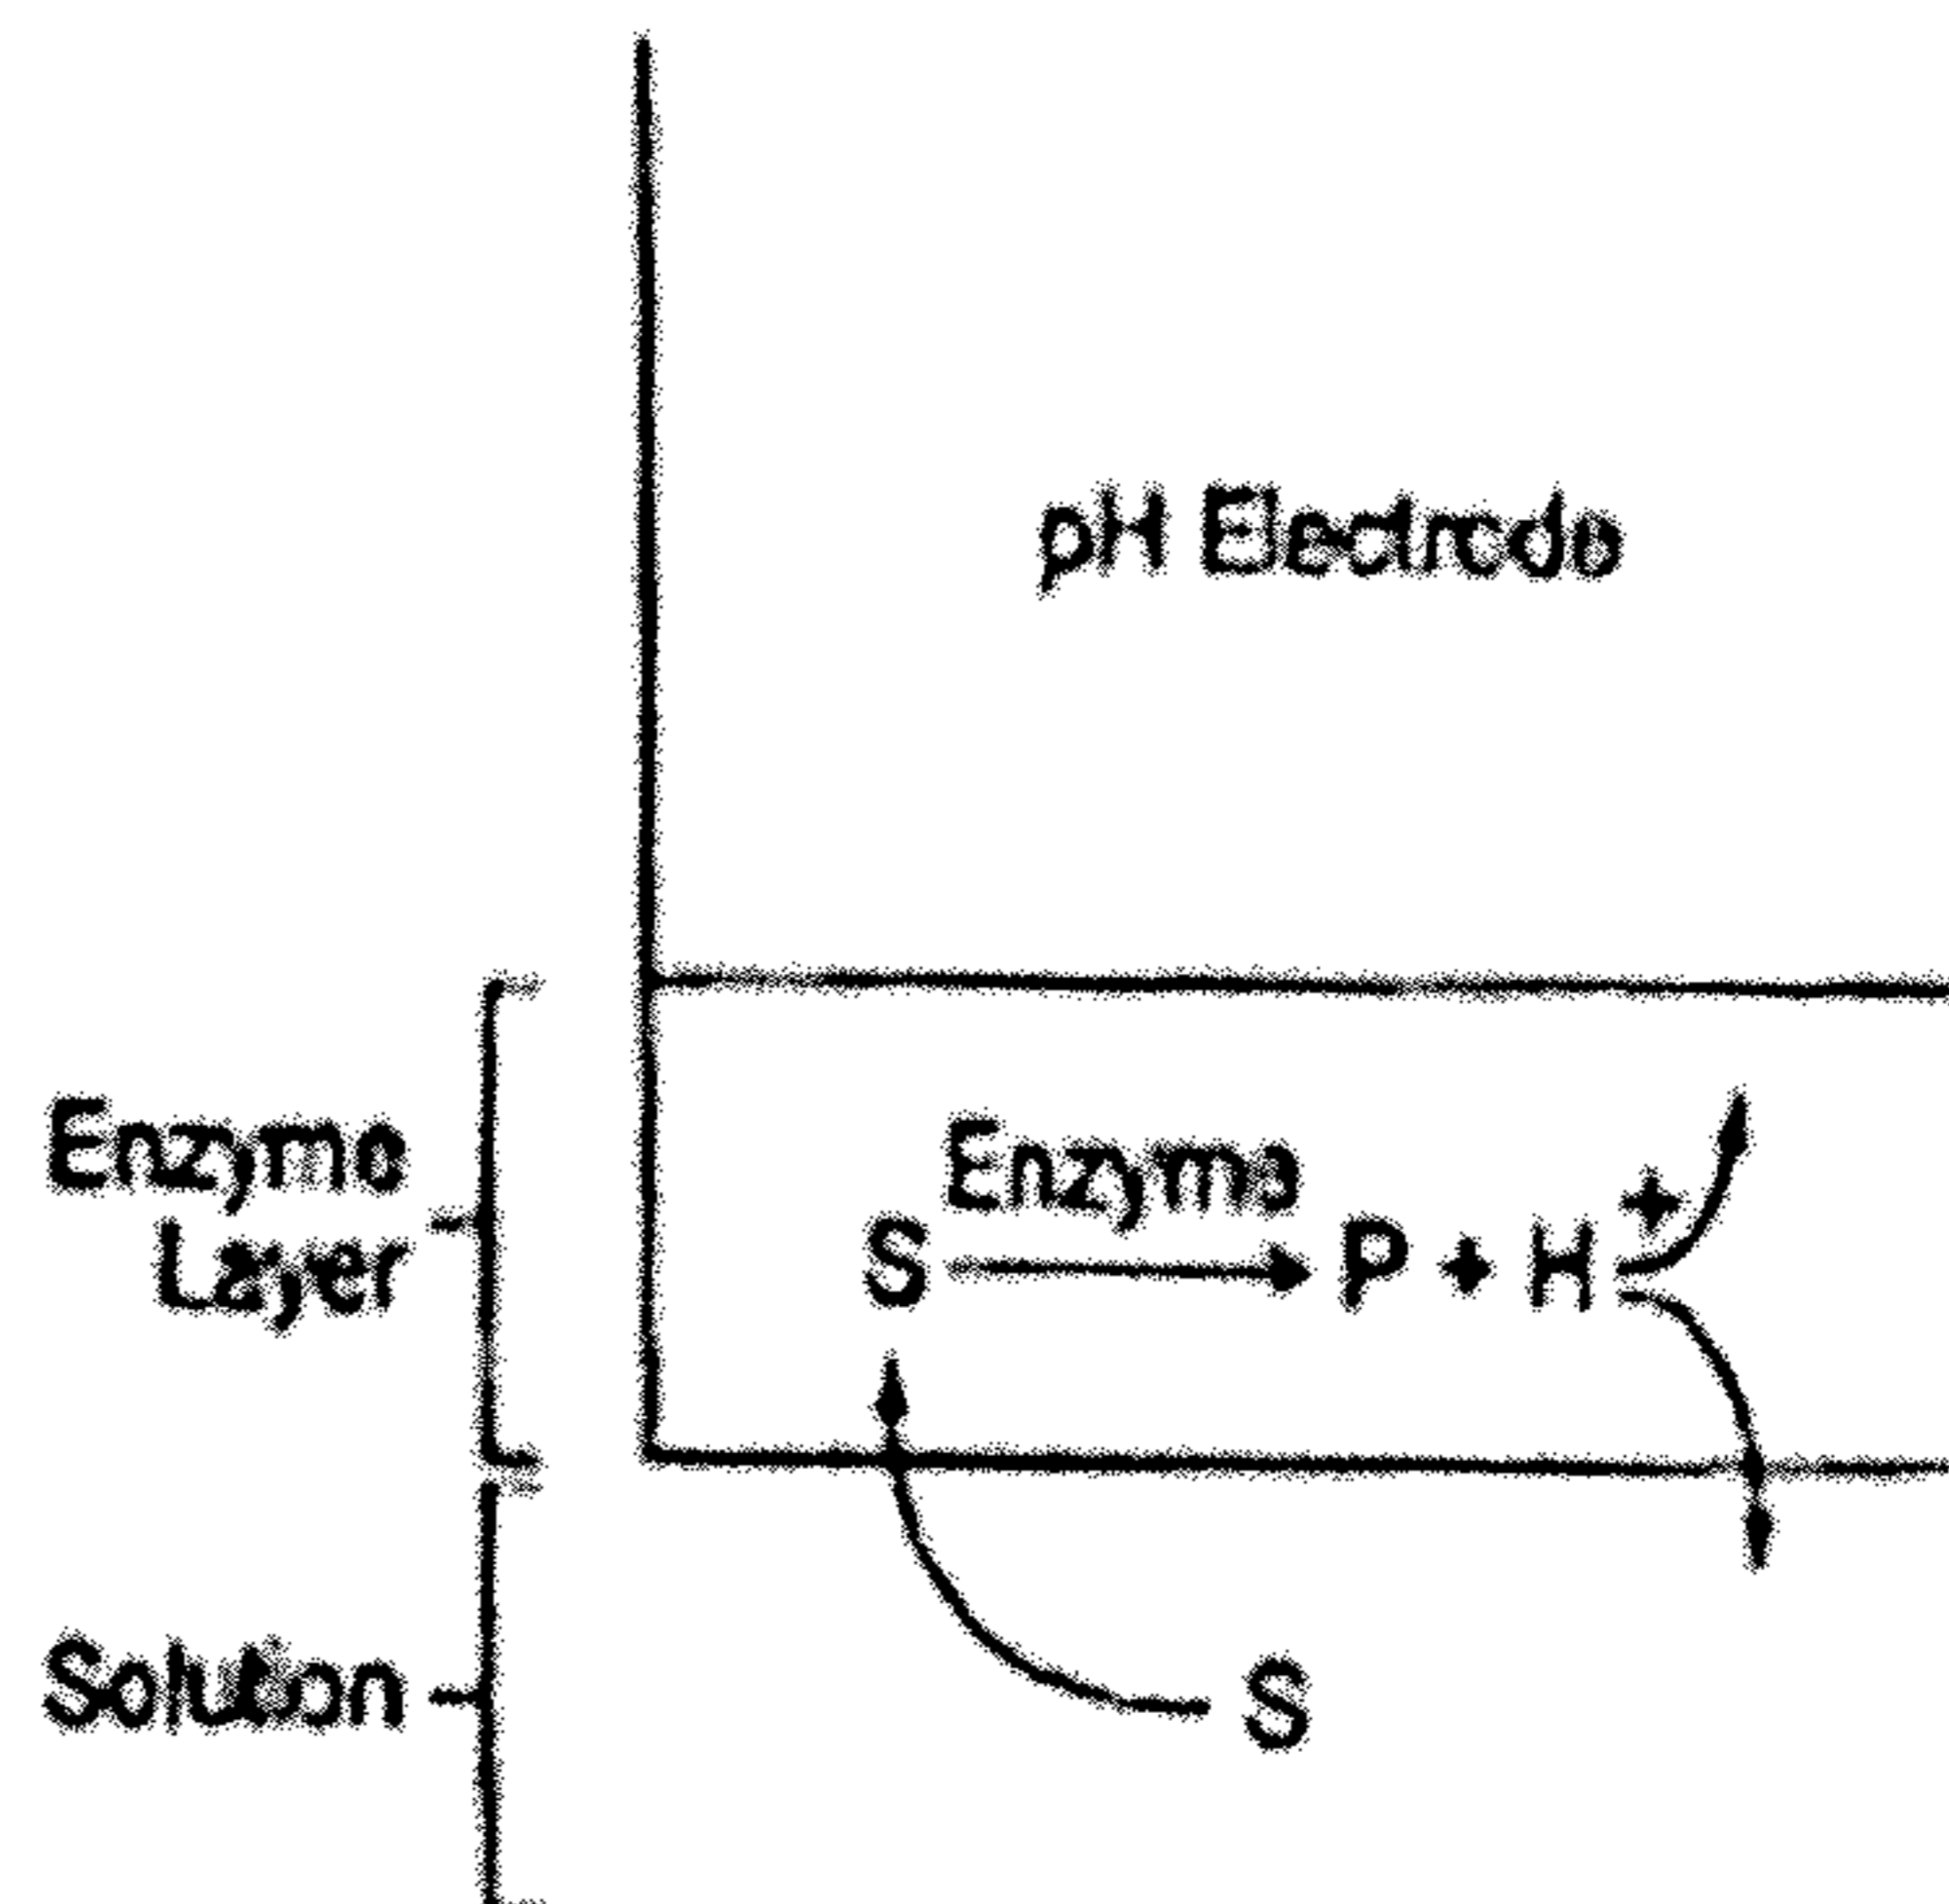 pH Electrode
Enzyme
Layer
Enzyme
S → P + H+
Solution
S